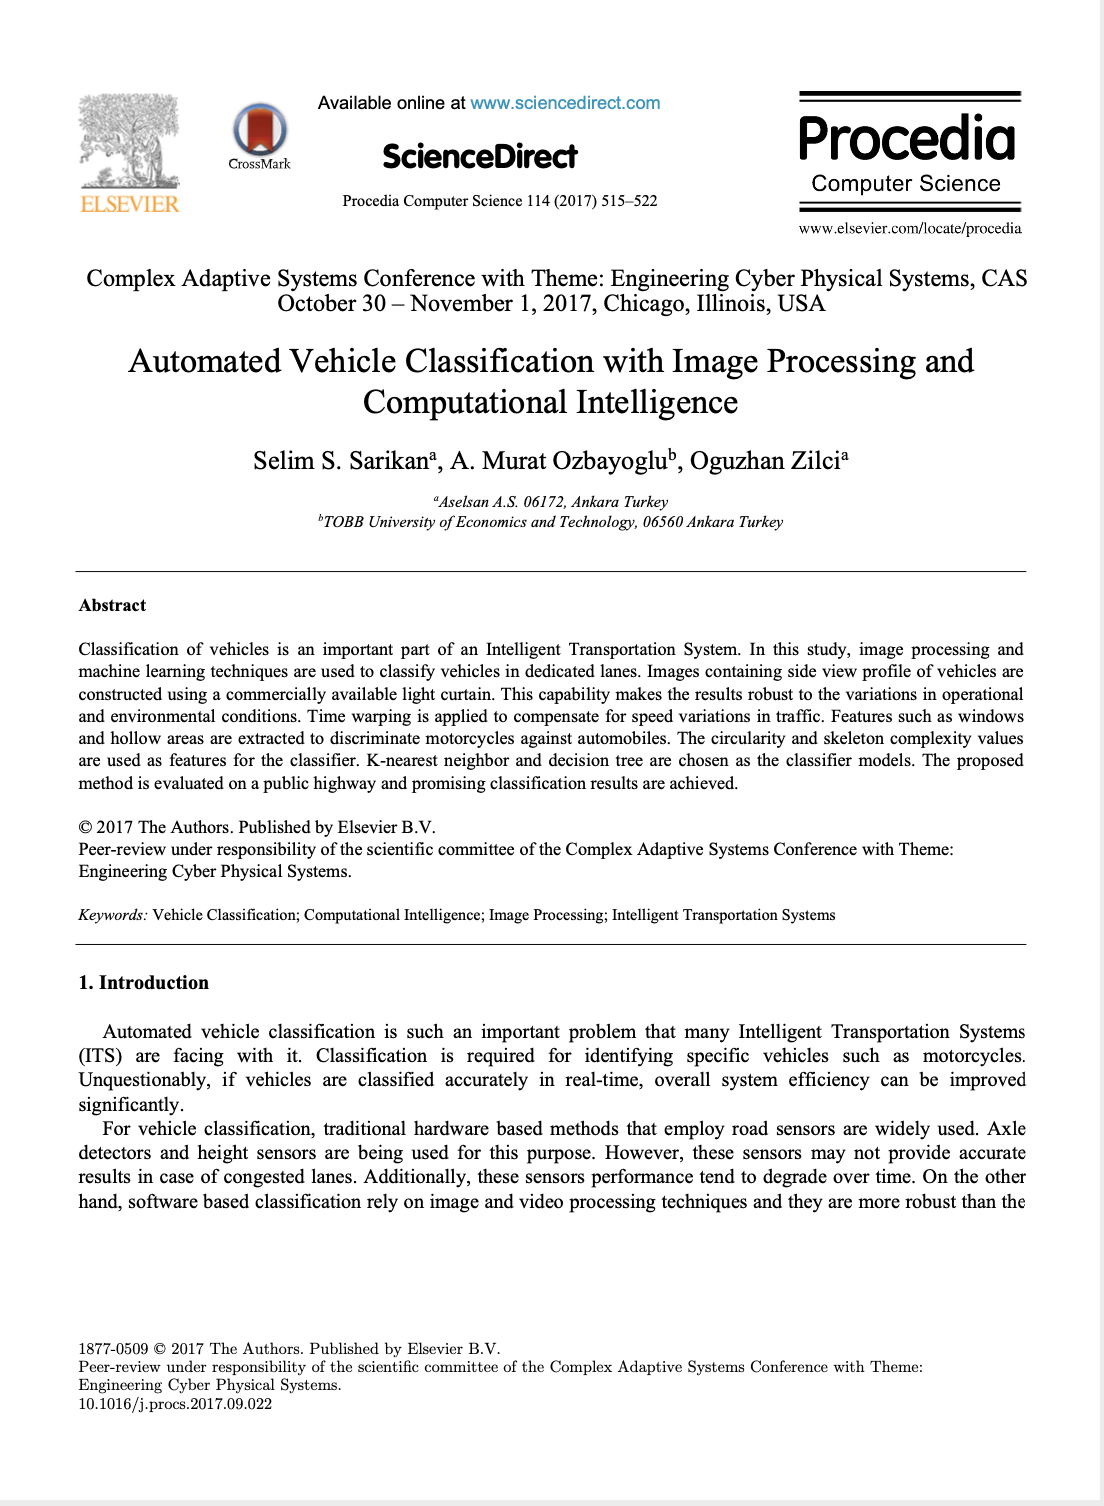 Available online at www.sciencedirect.com
ScienceDirect
Procedia Computer Science 114 (2017) 515–522
ELSEVIER
CrossMark
Procedia
Computer Science
www.elsevier.com/locate/procedia
Complex Adaptive Systems Conference with Theme: Engineering Cyber Physical Systems, CAS
October 30 – November 1, 2017, Chicago, Illinois, USA
Automated Vehicle Classification with Image Processing and
Computational Intelligence
Selim S. Sarikanᵃ, A. Murat Ozbayogluᵇ, Oguzhan Zilciᵃ
ᵃAselsan A.S. 06172, Ankara Turkey
ᵇTOBB University of Economics and Technology, 06560 Ankara Turkey
Abstract
Classification of vehicles is an important part of an Intelligent Transportation System. In this study, image processing and
machine learning techniques are used to classify vehicles in dedicated lanes. Images containing side view profile of vehicles are
constructed using a commercially available light curtain. This capability makes the results robust to the variations in operational
and environmental conditions. Time warping is applied to compensate for speed variations in traffic. Features such as windows
and hollow areas are extracted to discriminate motorcycles against automobiles. The circularity and skeleton complexity values
are used as features for the classifier. K-nearest neighbor and decision tree are chosen as the classifier models. The proposed
method is evaluated on a public highway and promising classification results are achieved.
© 2017 The Authors. Published by Elsevier B.V.
Peer-review under responsibility of the scientific committee of the Complex Adaptive Systems Conference with Theme:
Engineering Cyber Physical Systems.
Keywords: Vehicle Classification; Computational Intelligence; Image Processing; Intelligent Transportation Systems
1. Introduction
Automated vehicle classification is such an important problem that many Intelligent Transportation Systems
(ITS) are facing with it. Classification is required for identifying specific vehicles such as motorcycles.
Unquestionably, if vehicles are classified accurately in real-time, overall system efficiency can be improved
significantly.
For vehicle classification, traditional hardware based methods that employ road sensors are widely used. Axle
detectors and height sensors are being used for this purpose. However, these sensors may not provide accurate
results in case of congested lanes. Additionally, these sensors performance tend to degrade over time. On the other
hand, software based classification rely on image and video processing techniques and they are more robust than the
1877-0509 © 2017 The Authors. Published by Elsevier B.V.
Peer-review under responsibility of the scientific committee of the Complex Adaptive Systems Conference with Theme:
Engineering Cyber Physical Systems.
10.1016/j.procs.2017.09.022